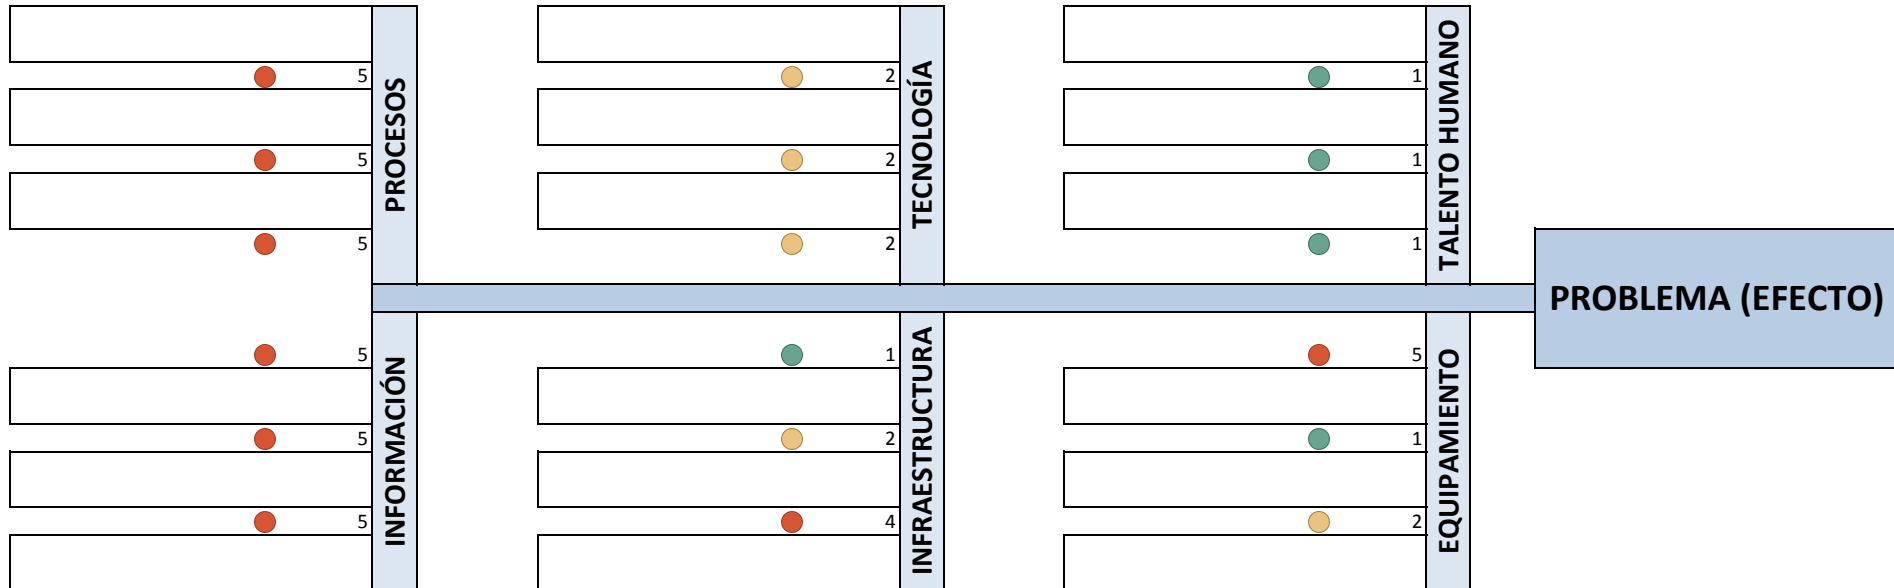 PROCESOS
5
5
5
TECNOLOGÍA
2
2
2
TALENTO HUMANO
1
1
1
PROBLEMA (EFECTO)
INFORMACIÓN
5
5
5
INFRAESTRUCTURA
1
2
4
EQUIPAMIENTO
5
1
2